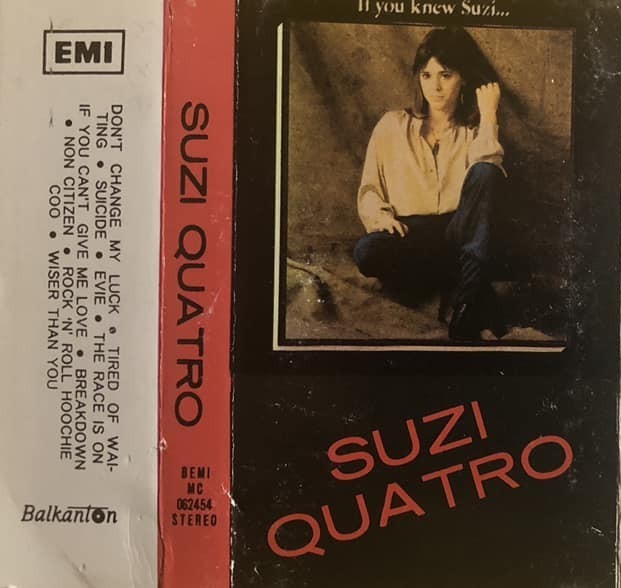 EMI
DON'T CHANGE MY LUCK • TIRED OF WAI-
TING • SUICIDE • EVIE • THE RACE IS ON
IF YOU CAN'T GIVE ME LOVE • BREAKDOWN
• NON CITIZEN • ROCK 'N' ROLL HOOCHIE
COO • WISER THAN YOU
Balkanton
SUZI QUATRO
BEMI
MC
062454
STEREO
If you knew Suzi...
SUZI
QUATRO